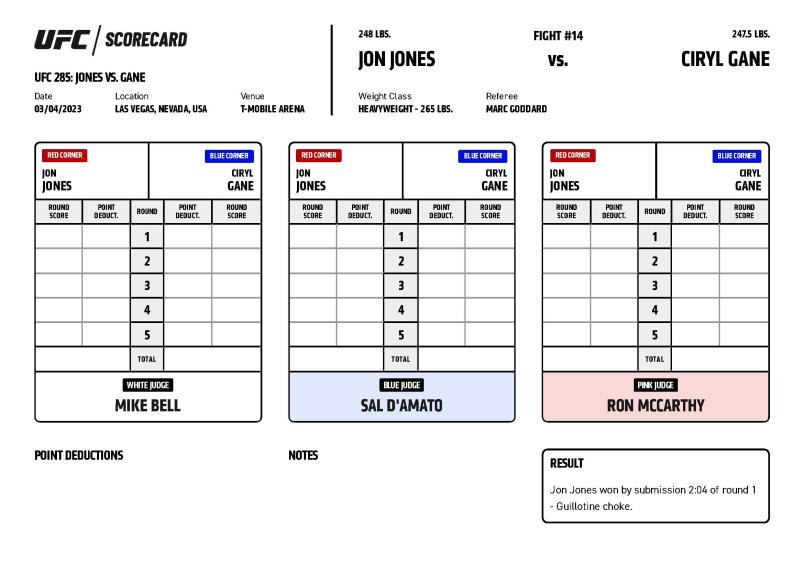 UFC / SCORECARD
UFC 285: JONES VS. GANE
Date Location Venue
03/04/2023 LAS VEGAS, NEVADA, USA T-MOBILE ARENA
248 LBS. FIGHT #14 247.5 LBS.
JON JONES VS. CIRYL GANE
Weight Class Referee
HEAVYWEIGHT - 265 LBS. MARC GODDARD
RED CORNER BLUE CORNER
JON CIRYL
JONES GANE
ROUND POINT ROUND POINT ROUND
SCORE DEDUCT. DEDUCT. SCORE
1
2
3
4
5
TOTAL
WHITE JUDGE
MIKE BELL
RED CORNER BLUE CORNER
JON CIRYL
JONES GANE
ROUND POINT ROUND POINT ROUND
SCORE DEDUCT. DEDUCT. SCORE
1
2
3
4
5
TOTAL
BLUE JUDGE
SAL D'AMATO
RED CORNER BLUE CORNER
JON CIRYL
JONES GANE
ROUND POINT ROUND POINT ROUND
SCORE DEDUCT. DEDUCT. SCORE
1
2
3
4
5
TOTAL
PINK JUDGE
RON MCCARTHY
POINT DEDUCTIONS
NOTES
RESULT
Jon Jones won by submission 2:04 of round 1
- Guillotine choke.